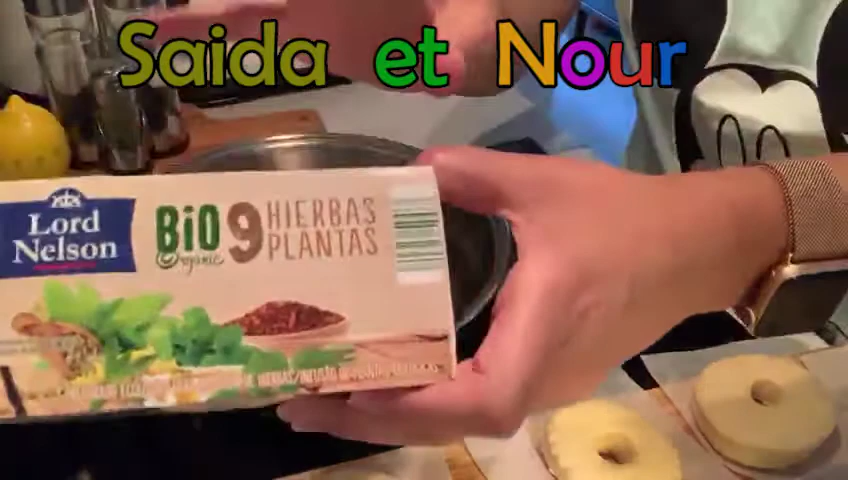 Saida et Nour
Lord
Nelson
BiO
Organic
9
HIERBAS
PLANTAS